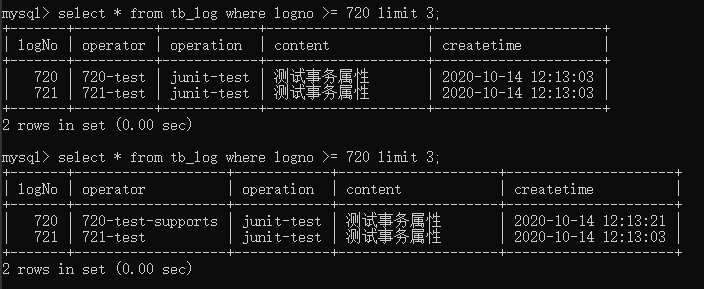 mysql> select * from tb_log where logno >= 720 limit 3;
+-------+----------+------------+--------------+---------------------+
| logNo | operator | operation | content | createtime |
+-------+----------+------------+--------------+---------------------+
| 720 | 720-test | junit-test | 测试事务属性 | 2020-10-14 12:13:03 |
| 721 | 721-test | junit-test | 测试事务属性 | 2020-10-14 12:13:03 |
+-------+----------+------------+--------------+---------------------+
2 rows in set (0.00 sec)
mysql> select * from tb_log where logno >= 720 limit 3;
+-------+-------------------+------------+--------------+---------------------+
| logNo | operator | operation | content | createtime |
+-------+-------------------+------------+--------------+---------------------+
| 720 | 720-test-supports | junit-test | 测试事务属性 | 2020-10-14 12:13:21 |
| 721 | 721-test | junit-test | 测试事务属性 | 2020-10-14 12:13:03 |
+-------+-------------------+------------+--------------+---------------------+
2 rows in set (0.00 sec)